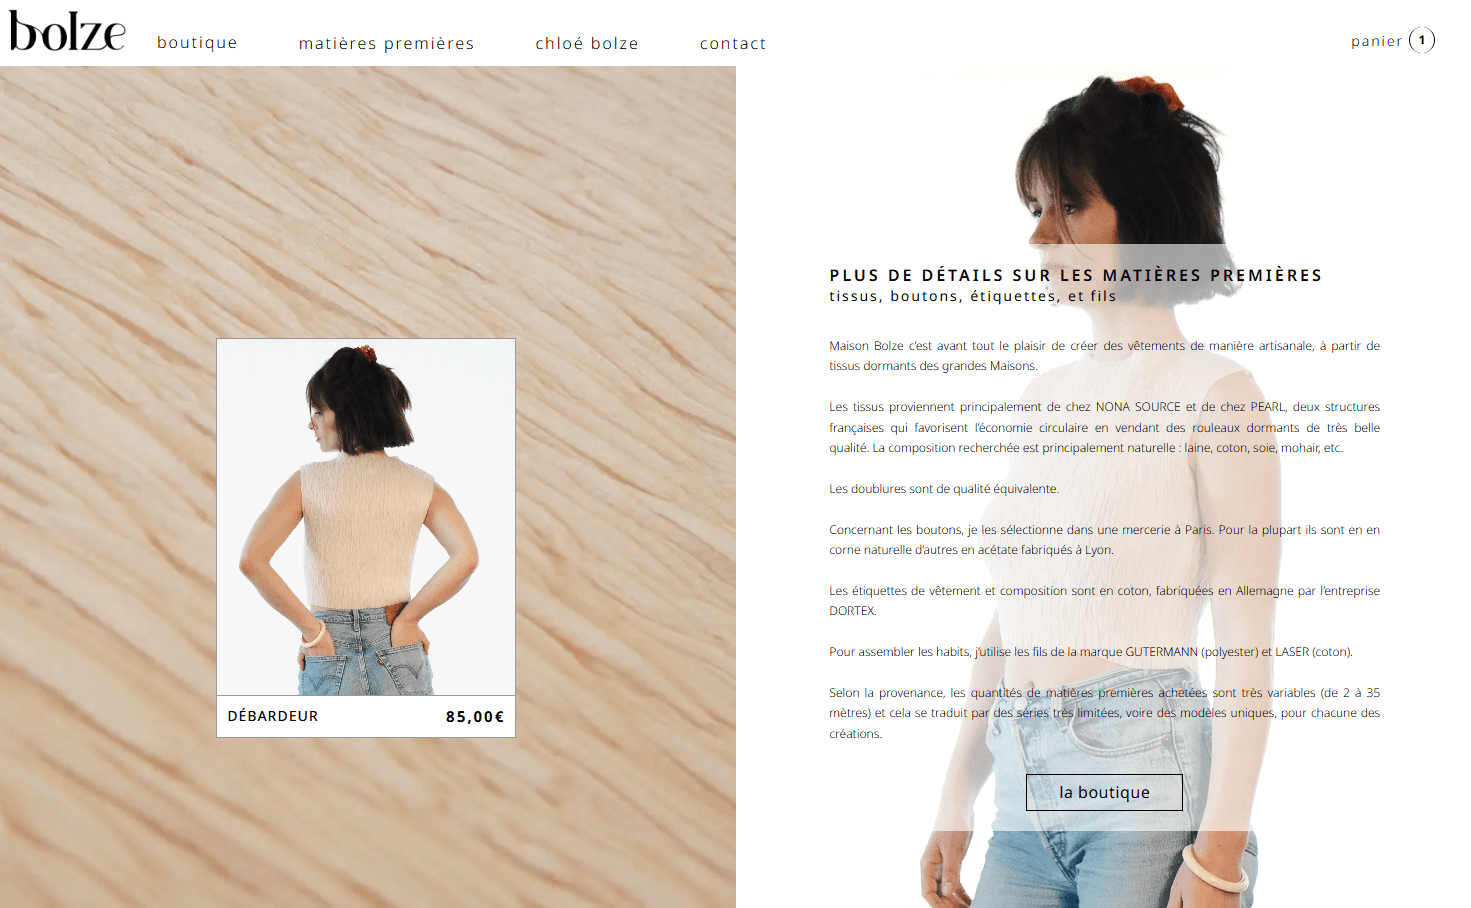 bolze
boutique
matières premières
chloé bolze
contact
panier 1
DÉBARDEUR 85,00€
PLUS DE DÉTAILS SUR LES MATIÈRES PREMIÈRES
tissus, boutons, étiquettes, et fils
Maison Bolze c'est avant tout le plaisir de créer des vêtements de manière artisanale, à partir de
tissus dormants des grandes Maisons.
Les tissus proviennent principalement de chez NONA SOURCE et de chez PEARL, deux structures
françaises qui favorisent l'économie circulaire en vendant des rouleaux dormants de très belle
qualité. La composition recherchée est principalement naturelle : laine, coton, soie, mohair, etc.
Les doublures sont de qualité équivalente.
Concernant les boutons, je les sélectionne dans une mercerie à Paris. Pour la plupart ils sont en en
corne naturelle d'autres en acétate fabriqués à Lyon.
Les étiquettes de vêtement et composition sont en coton, fabriquées en Allemagne par l'entreprise
DORTEX.
Pour assembler les habits, j'utilise les fils de la marque GUTERMANN (polyester) et LASER (coton).
Selon la provenance, les quantités de matières premières achetées sont très variables (de 2 à 35
mètres) et cela se traduit par des séries très limitées, voire des modèles uniques, pour chacune des
créations.
la boutique